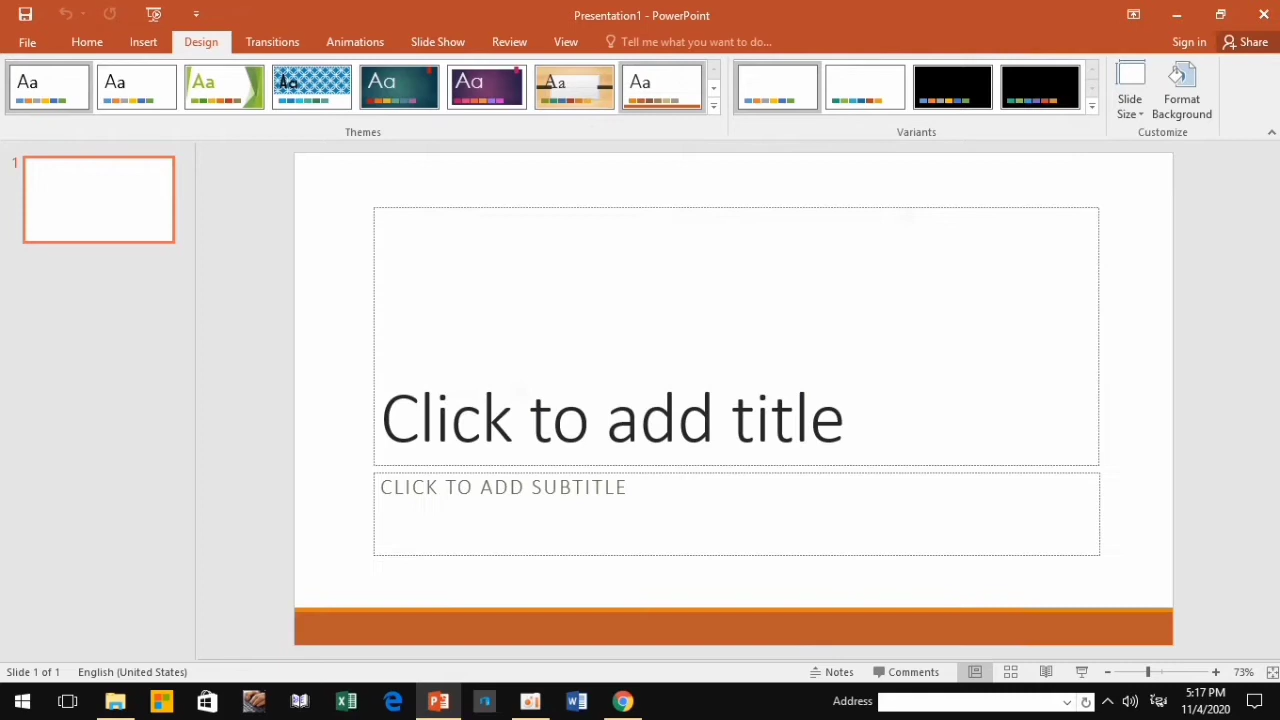 Presentation1 - PowerPoint
File Home Insert Design Transitions Animations Slide Show Review View Tell me what you want to do... Sign in Share
Aa Aa Aa Aa Aa Aa Aa Aa
Slide Size Format Background
Themes Variants Customize
1
Click to add title
CLICK TO ADD SUBTITLE
Slide 1 of 1 English (United States) Notes Comments 73%
Address
5:17 PM
11/4/2020